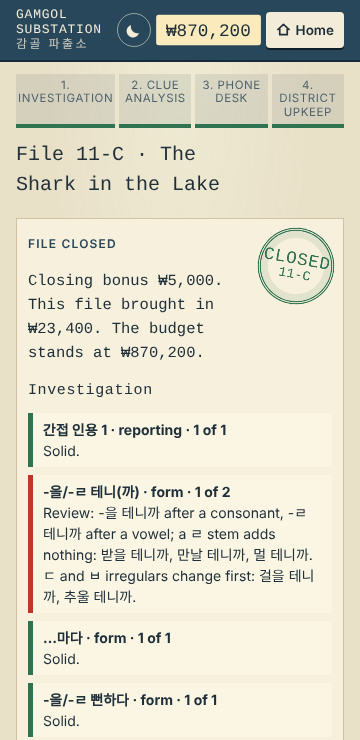 GAMGOL
SUBSTATION
감골 파출소
₩870,200
Home
1.
INVESTIGATION
2. CLUE
ANALYSIS
3. PHONE
DESK
4.
DISTRICT
UPKEEP
File 11-C · The
Shark in the Lake
FILE CLOSED
CLOSED
11-C
Closing bonus ₩5,000.
This file brought in
₩23,400. The budget
stands at ₩870,200.
Investigation
간접 인용 1 · reporting · 1 of 1
Solid.
-을/-ㄹ 테니(까) · form · 1 of 2
Review: -을 테니까 after a consonant, -ㄹ
테니까 after a vowel; a ㄹ stem adds
nothing: 받을 테니까, 만날 테니까, 멀 테니까.
ㄷ and ㅂ irregulars change first: 걸을 테니
까, 추울 테니까.
…마다 · form · 1 of 1
Solid.
-을/-ㄹ 뻔하다 · form · 1 of 1
Solid.